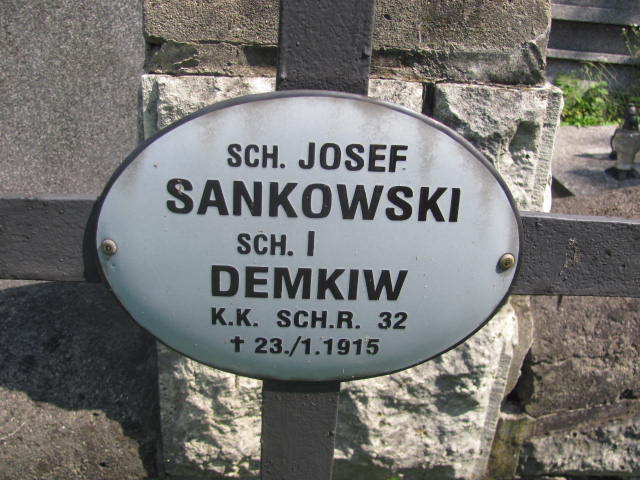 SCH. JOSEF
SANKOWSKI
SCH. I
DEMKIW
K.K. SCH.R. 32
✝ 23./1.1915